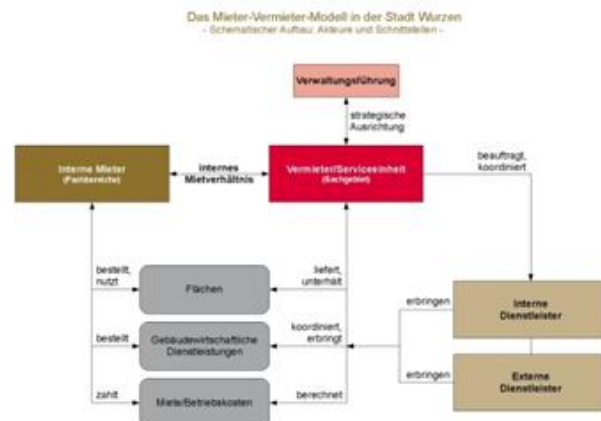 Das Mieter-Vermieter-Modell in der Stadt Wurzen
- Schematischer Aufbau: Akteure und Schnittstellen -
Verwaltungsführung
strategische
Ausrichtung
Interne Mieter
(Fachbereiche)
internes
Mietverhältnis
Vermieter/Serviceeinheit
(Sachgebiet)
beauftragt,
koordiniert
bestellt,
nutzt
Flächen
liefert,
unterhält
bestellt
Gebäudewirtschaftliche
Dienstleistungen
koordiniert,
erbringt
zahlt
Miete/Betriebskosten
berechnet
erbringen
Interne
Dienstleister
erbringen
Externe
Dienstleister